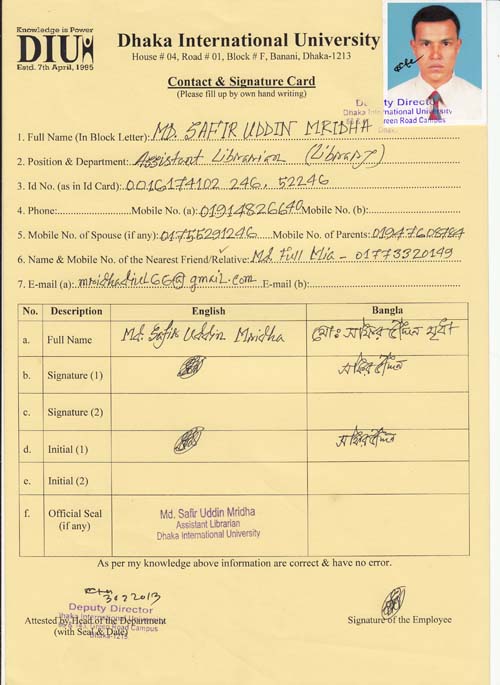 Knowledge is Power
DIU
Estd. 7th April, 1995
Dhaka International University
House # 04, Road # 01, Block # F, Banani, Dhaka-1213
Contact & Signature Card
(Please fill up by own hand writing)
Deputy Director
Dhaka International University
Green Road Campus
1. Full Name (In Block Letter): MD. SAFIR UDDIN MRIDHA
2. Position & Department: Assistant Librarian (Library)
3. Id No. (as in Id Card): 0016174102 246, 52246
4. Phone: Mobile No. (a): 01914826640 Mobile No. (b):
5. Mobile No. of Spouse (if any): 01755291246 Mobile No. of Parents: 01947608784
6. Name & Mobile No. of the Nearest Friend/Relative: Md. Full Mia - 01773320149
7. E-mail (a): @gmail.com E-mail (b):
No. Description English Bangla
a. Full Name Md. Safir Uddin Mridha মোঃ সফির উদ্দিন মৃধা
b. Signature (1) সফির উদ্দিন
c. Signature (2)
d. Initial (1) সফির উদ্দিন
e. Initial (2)
f. Official Seal (if any) Md. Safir Uddin Mridha
Assistant Librarian
Dhaka International University
As per my knowledge above information are correct & have no error.
3.02.2013
Deputy Director
Dhaka International University
Green Road Campus
Dhaka-1215.
Attested by Head of the Department
(with Seal & Date)
Signature of the Employee